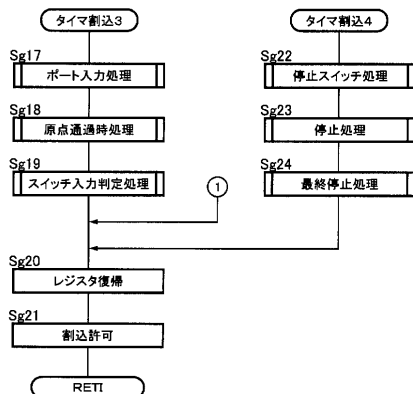 タイマ割込3
Sg17
ポート入力処理
Sg18
原点通過時処理
Sg19
スイッチ入力判定処理
タイマ割込4
Sg22
停止スイッチ処理
Sg23
停止処理
Sg24
最終停止処理
1
Sg20
レジスタ復帰
Sg21
割込許可
RETI